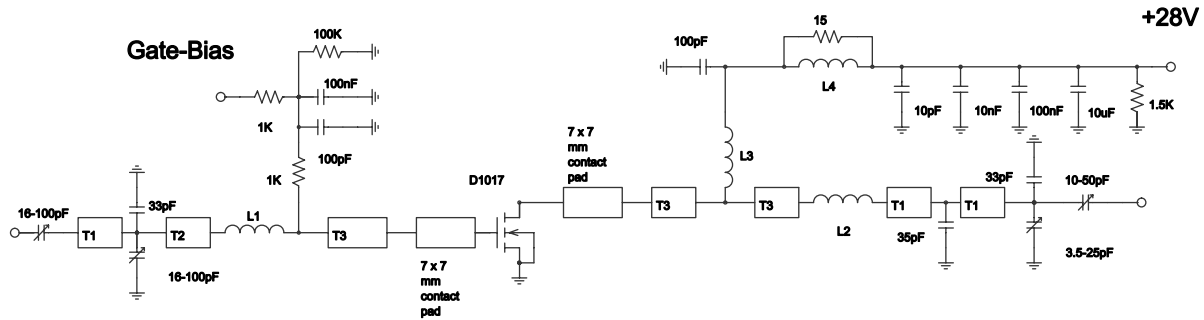 +28V
Gate-Bias
100K
15
100pF
100nF
L4
1K
10pF
10nF
100nF
10uF
1.5K
100pF
7 x 7
mm
contact
pad
L3
1K
D1017
33pF
10-50pF
16-100pF
33pF
L1
T3
T3
T1
T1
T1
T2
T3
L2
35pF
16-100pF
3.5-25pF
7 x 7
mm
contact
pad